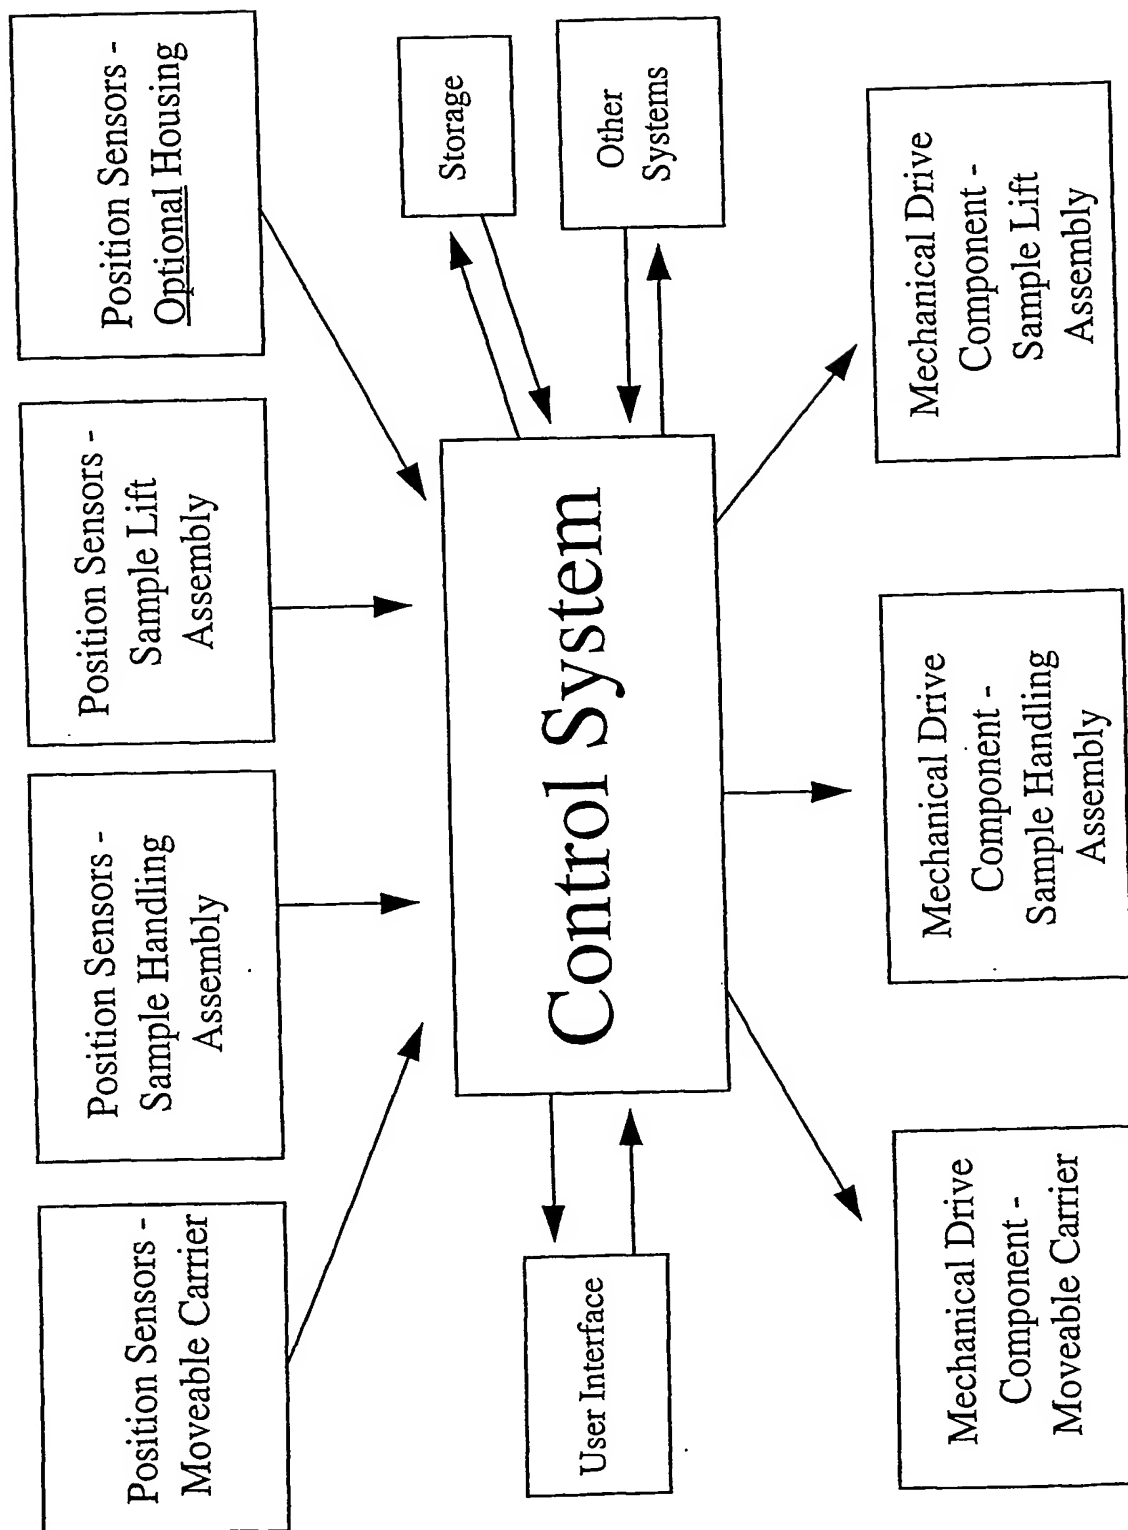 Position Sensors -
Moveable Carrier
Position Sensors -
Sample Handling
Assembly
Position Sensors -
Sample Lift
Assembly
Position Sensors -
Optional Housing
User Interface
Control System
Storage
Other
Systems
Mechanical Drive
Component -
Moveable Carrier
Mechanical Drive
Component -
Sample Handling
Assembly
Mechanical Drive
Component -
Sample Lift
Assembly